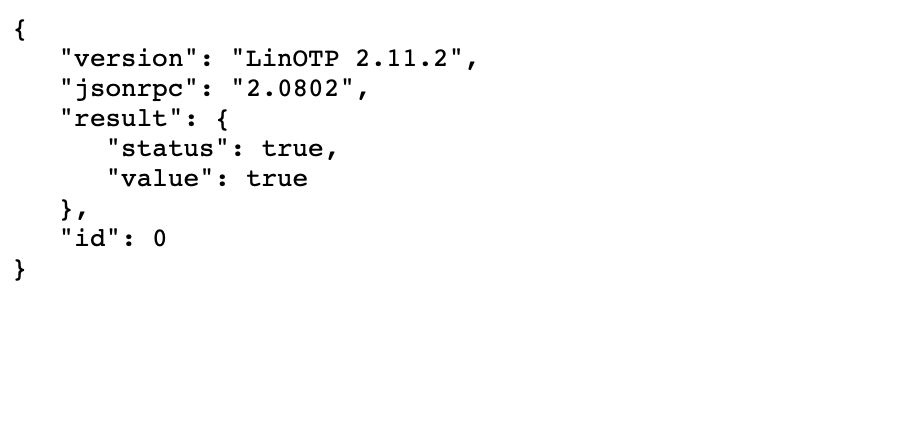 {
   "version": "LinOTP 2.11.2",
   "jsonrpc": "2.0802",
   "result": {
      "status": true,
      "value": true
   },
   "id": 0
}